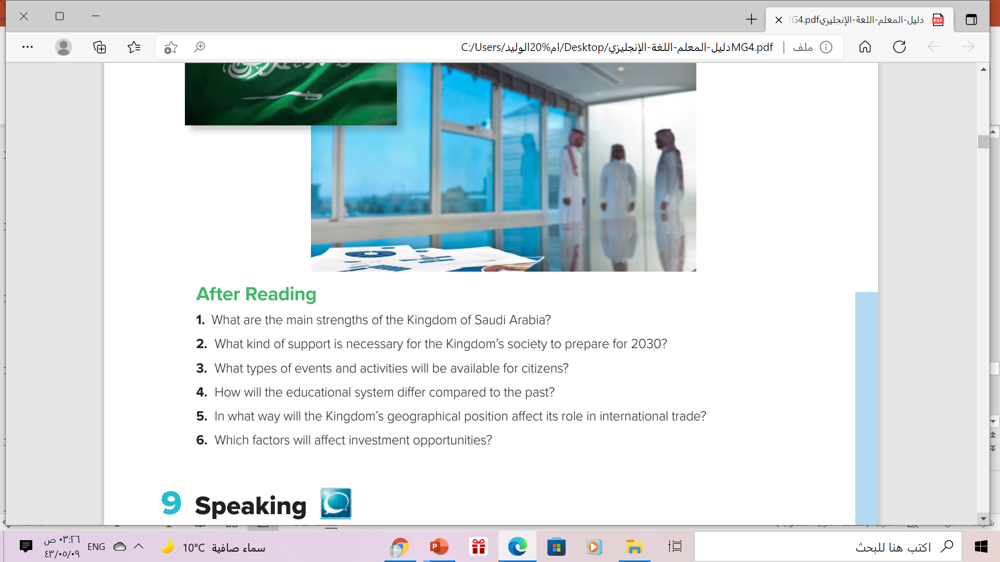 دليل-المعلم-اللغة-الإنجليزيMG4.pdf
ملف
C:/Users/ام%20الوليد/Desktop/دليل-المعلم-اللغة-الإنجليزيMG4.pdf
After Reading
1. What are the main strengths of the Kingdom of Saudi Arabia?
2. What kind of support is necessary for the Kingdom’s society to prepare for 2030?
3. What types of events and activities will be available for citizens?
4. How will the educational system differ compared to the past?
5. In what way will the Kingdom’s geographical position affect its role in international trade?
6. Which factors will affect investment opportunities?
9 Speaking
اكتب هنا للبحث
10°C سماء صافية
ENG
٠٣:٢٦ ص
٤٣/٠٥/٠٩